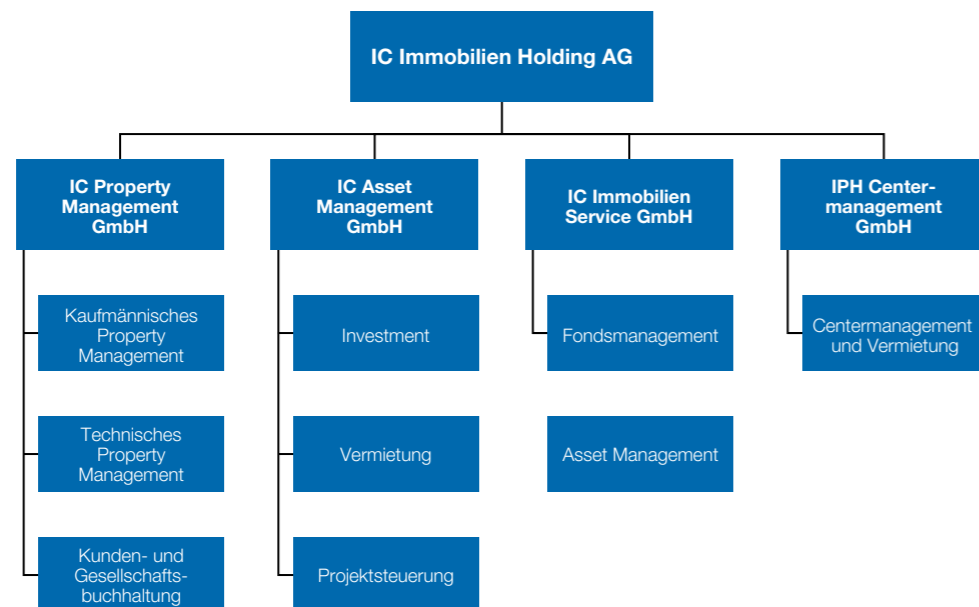 IC Immobilien Holding AG
IC Property
Management
GmbH
IC Asset
Management
GmbH
IC Immobilien
Service GmbH
IPH Center-
management
GmbH
Kaufmännisches
Property
Management
Investment
Fondsmanagement
Centermanagement
und Vermietung
Technisches
Property
Management
Vermietung
Asset Management
Kunden- und
Gesellschafts-
buchhaltung
Projektsteuerung